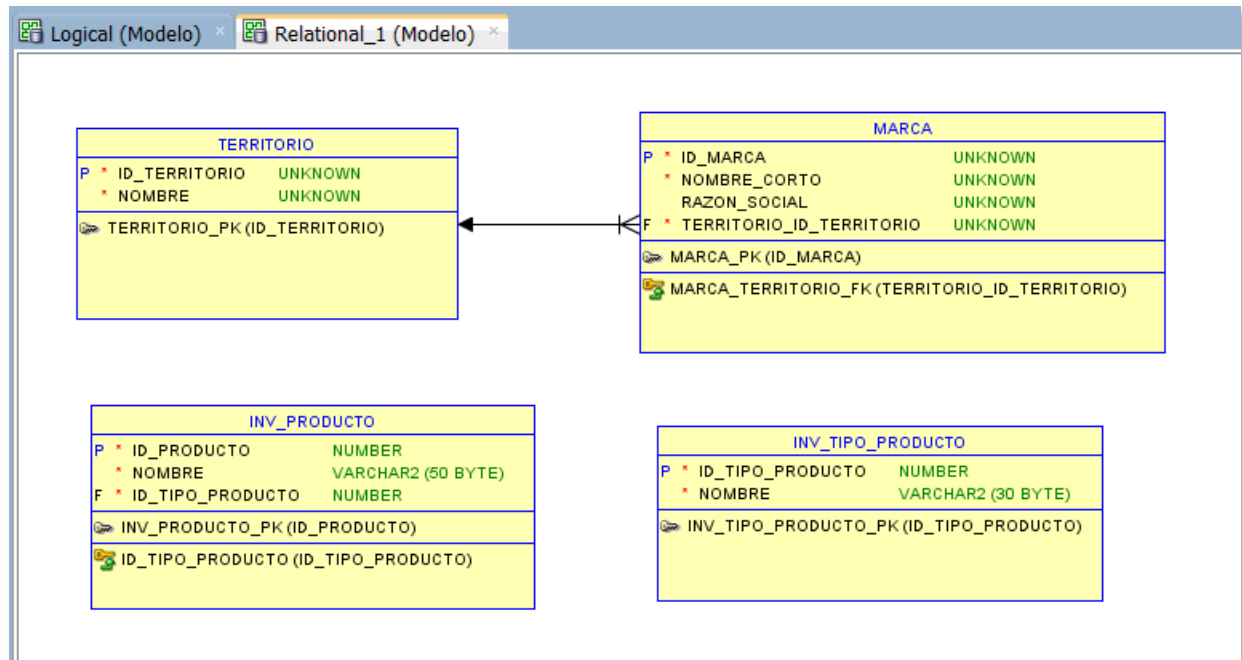 Logical (Modelo) × Relational_1 (Modelo) ×
TERRITORIO
P * ID_TERRITORIO UNKNOWN
* NOMBRE UNKNOWN
TERRITORIO_PK (ID_TERRITORIO)
MARCA
P * ID_MARCA UNKNOWN
* NOMBRE_CORTO UNKNOWN
RAZON_SOCIAL UNKNOWN
F * TERRITORIO_ID_TERRITORIO UNKNOWN
MARCA_PK (ID_MARCA)
MARCA_TERRITORIO_FK (TERRITORIO_ID_TERRITORIO)
INV_PRODUCTO
P * ID_PRODUCTO NUMBER
* NOMBRE VARCHAR2 (50 BYTE)
F * ID_TIPO_PRODUCTO NUMBER
INV_PRODUCTO_PK (ID_PRODUCTO)
ID_TIPO_PRODUCTO (ID_TIPO_PRODUCTO)
INV_TIPO_PRODUCTO
P * ID_TIPO_PRODUCTO NUMBER
* NOMBRE VARCHAR2 (30 BYTE)
INV_TIPO_PRODUCTO_PK (ID_TIPO_PRODUCTO)